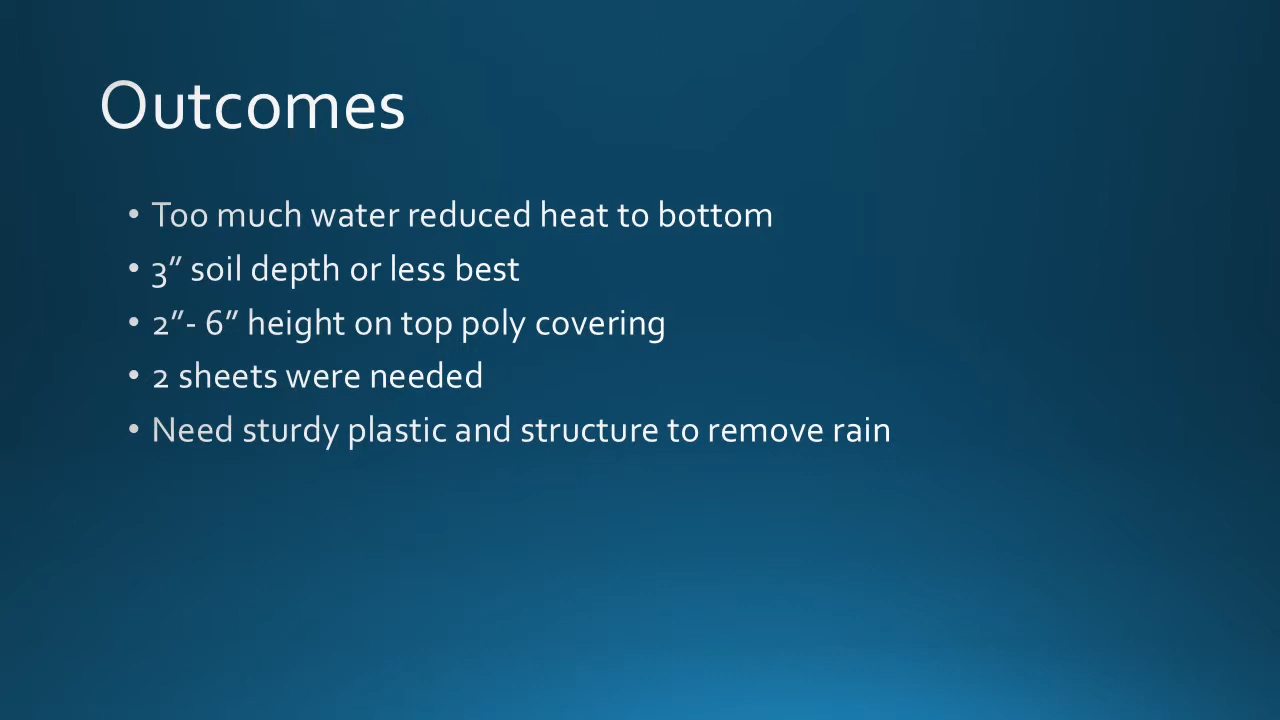 Outcomes
• Too much water reduced heat to bottom
• 3” soil depth or less best
• 2”- 6” height on top poly covering
• 2 sheets were needed
• Need sturdy plastic and structure to remove rain